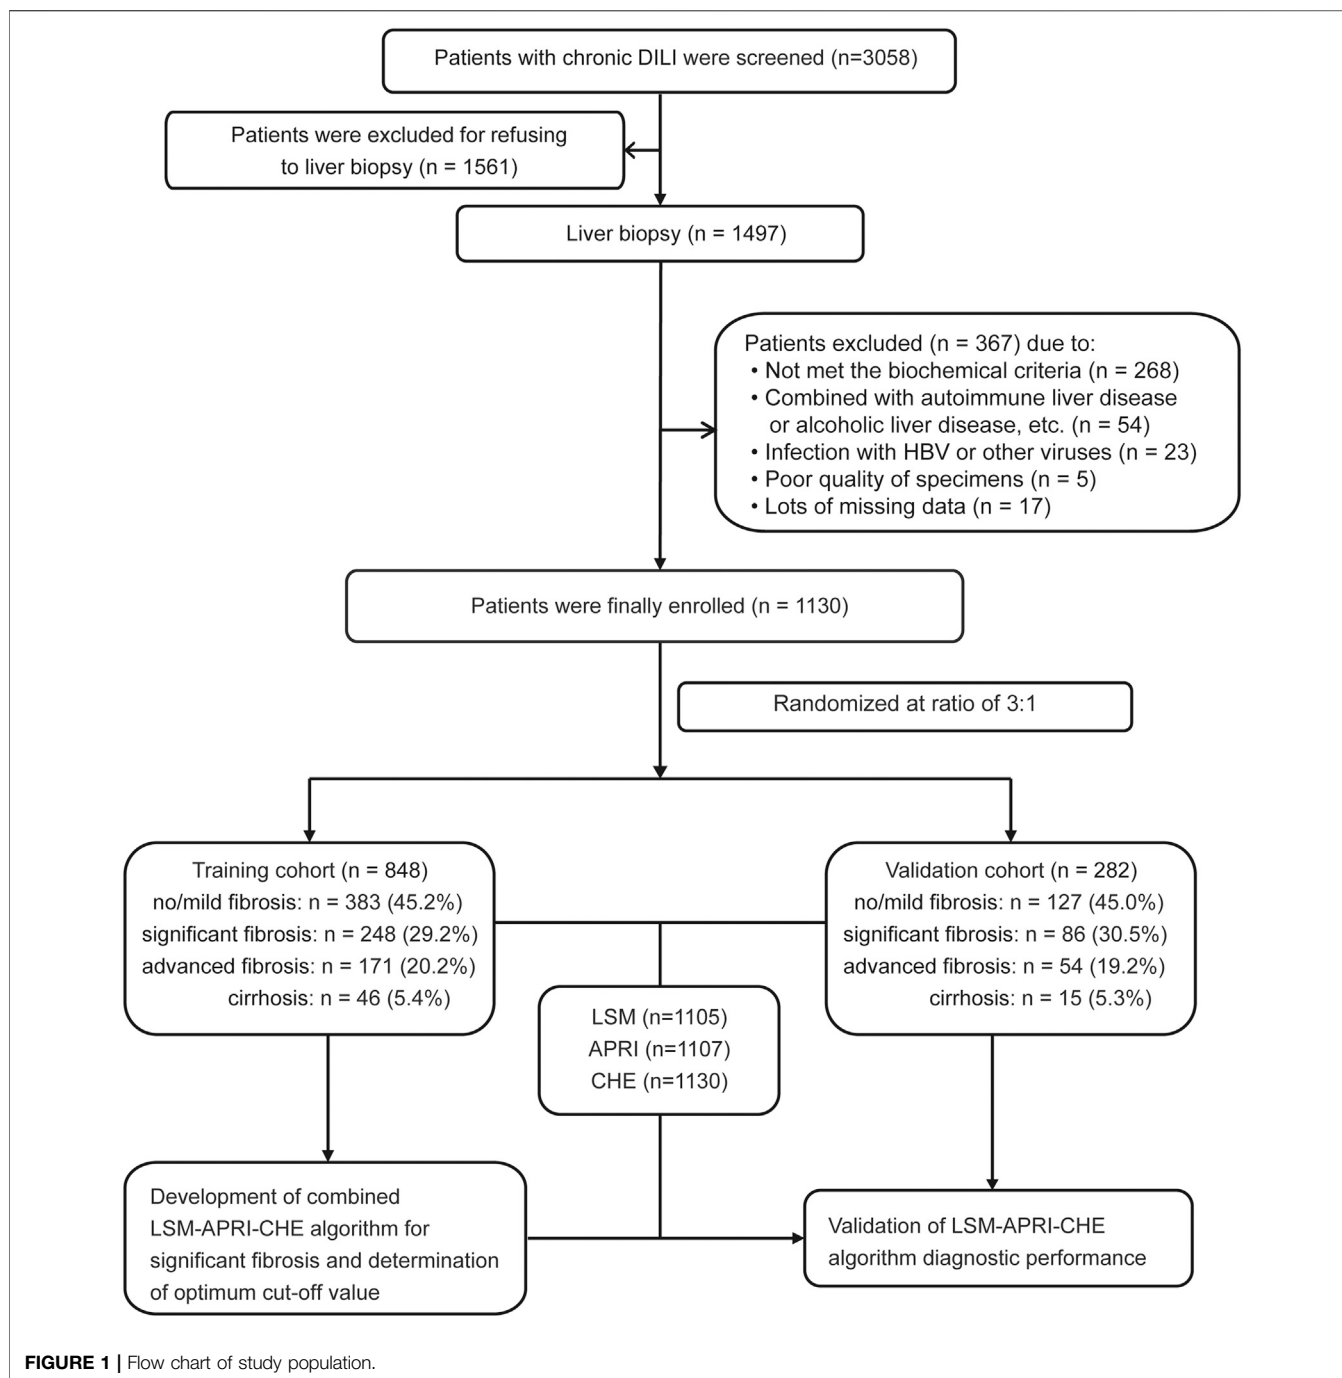 Patients with chronic DILI were screened (n=3058)
Patients were excluded for refusing
to liver biopsy (n = 1561)
Liver biopsy (n = 1497)
Patients excluded (n = 367) due to:
• Not met the biochemical criteria (n = 268)
• Combined with autoimmune liver disease
or alcoholic liver disease, etc. (n = 54)
• Infection with HBV or other viruses (n = 23)
• Poor quality of specimens (n = 5)
• Lots of missing data (n = 17)
Patients were finally enrolled (n = 1130)
Randomized at ratio of 3:1
Training cohort (n = 848)
no/mild fibrosis: n = 383 (45.2%)
significant fibrosis: n = 248 (29.2%)
advanced fibrosis: n = 171 (20.2%)
cirrhosis: n = 46 (5.4%)
Validation cohort (n = 282)
no/mild fibrosis: n = 127 (45.0%)
significant fibrosis: n = 86 (30.5%)
advanced fibrosis: n = 54 (19.2%)
cirrhosis: n = 15 (5.3%)
LSM (n=1105)
APRI (n=1107)
CHE (n=1130)
Development of combined
LSM-APRI-CHE algorithm for
significant fibrosis and determination
of optimum cut-off value
Validation of LSM-APRI-CHE
algorithm diagnostic performance
FIGURE 1 | Flow chart of study population.